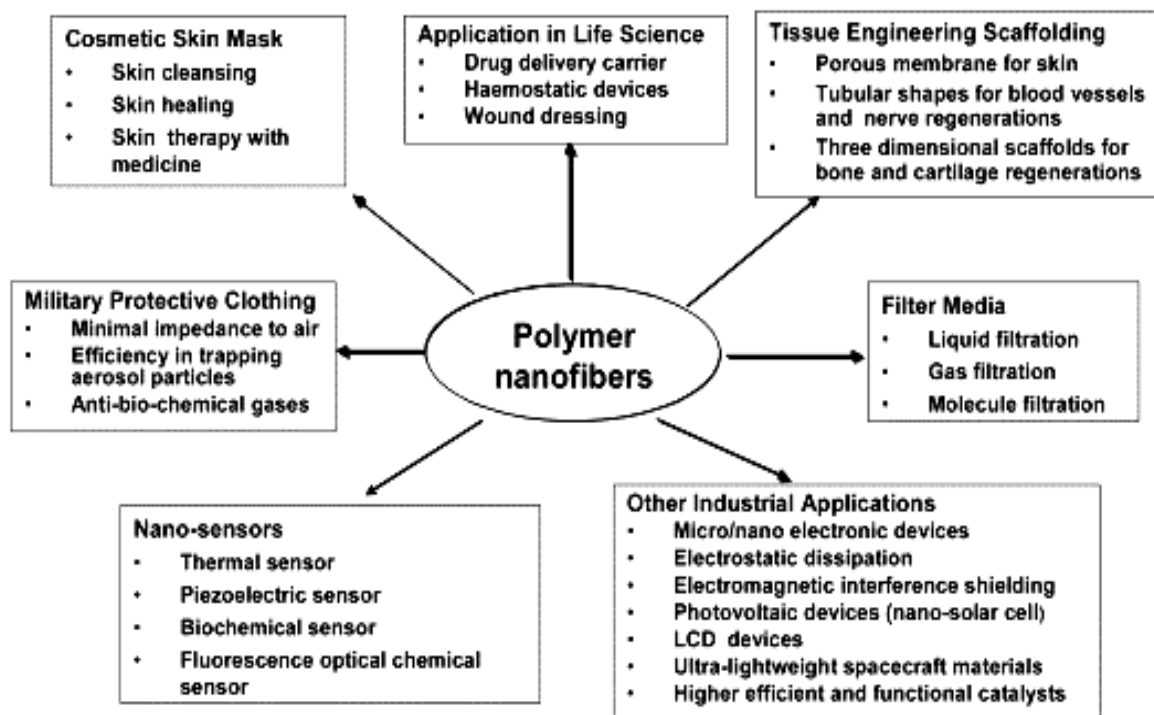 Cosmetic Skin Mask
• Skin cleansing
• Skin healing
• Skin therapy with
medicine
Application in Life Science
• Drug delivery carrier
• Haemostatic devices
• Wound dressing
Tissue Engineering Scaffolding
• Porous membrane for skin
• Tubular shapes for blood vessels
and nerve regenerations
• Three dimensional scaffolds for
bone and cartilage regenerations
Military Protective Clothing
• Minimal impedance to air
• Efficiency in trapping
aerosol particles
• Anti-bio-chemical gases
Polymer
nanofibers
Filter Media
• Liquid filtration
• Gas filtration
• Molecule filtration
Nano-sensors
• Thermal sensor
• Piezoelectric sensor
• Biochemical sensor
• Fluorescence optical chemical
sensor
Other Industrial Applications
• Micro/nano electronic devices
• Electrostatic dissipation
• Electromagnetic interference shielding
• Photovoltaic devices (nano-solar cell)
• LCD devices
• Ultra-lightweight spacecraft materials
• Higher efficient and functional catalysts